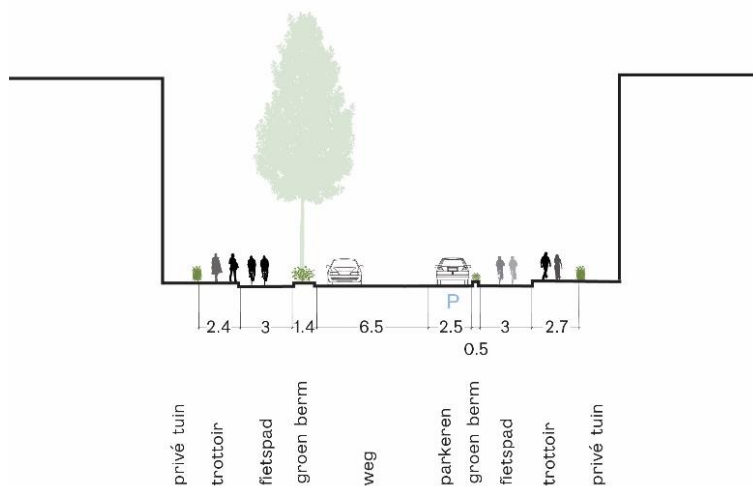 P
2.4 3 1.4 6.5 2.5 3 2.7
0.5
privé tuin
trottoir
fietspad
groen berm
weg
parkeren
groen berm
fietspad
trottoir
privé tuin